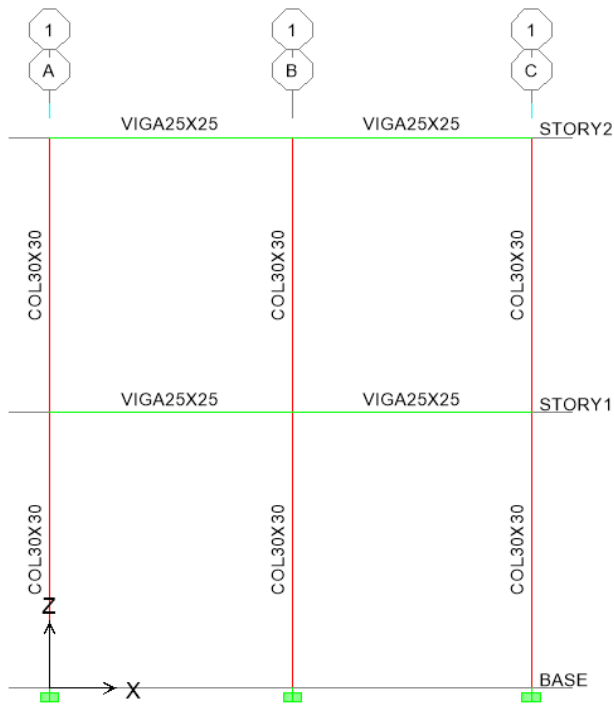 1 1 1
A B C
VIGA25X25 VIGA25X25
STORY2
COL30X30 COL30X30 COL30X30
VIGA25X25 VIGA25X25
STORY1
COL30X30 COL30X30 COL30X30
Z
BASE
X